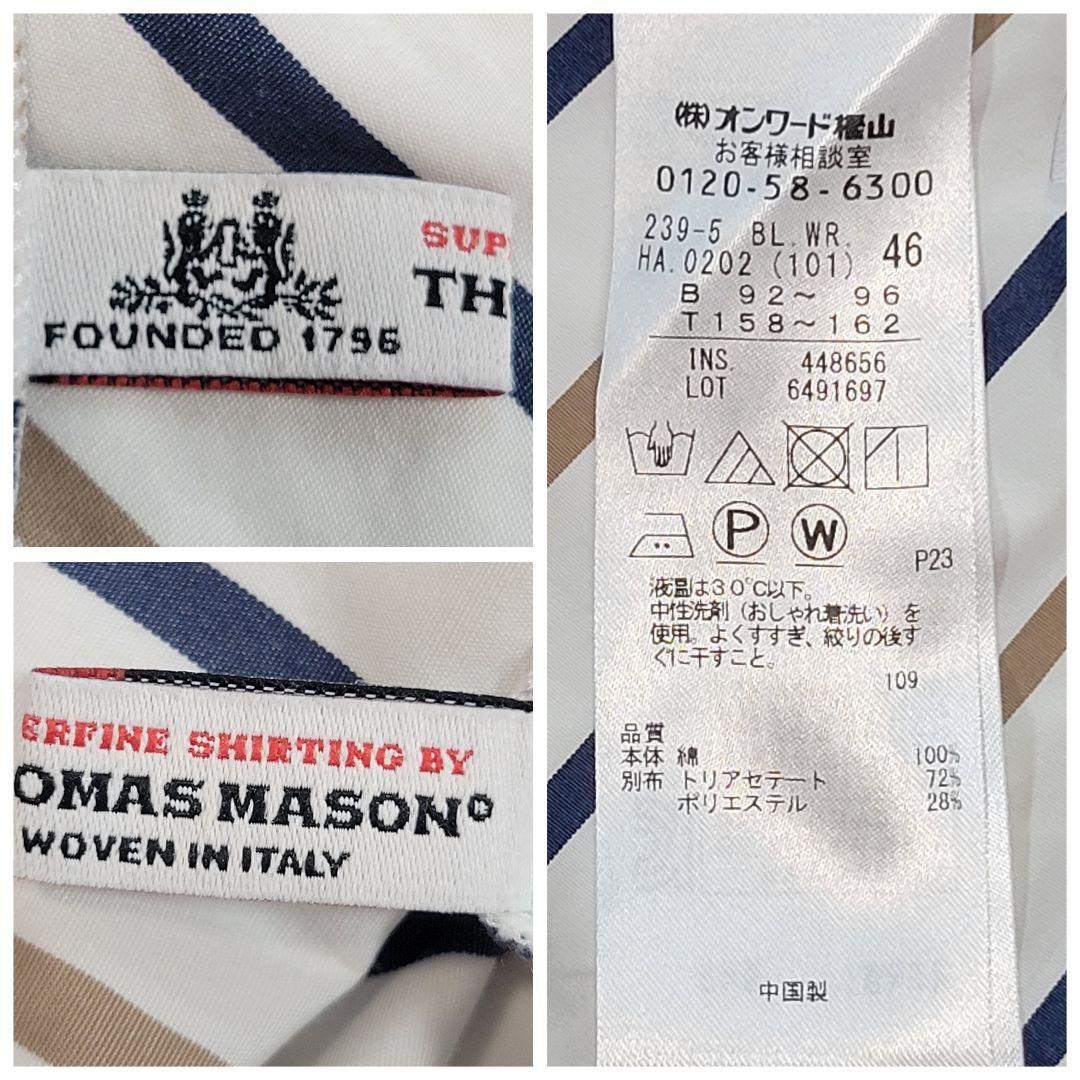 SUP
TH
FOUNDED 1796
ERFINE SHIRTING BY
OMAS MASON®
WOVEN IN ITALY
(株)オンワード樫山
お客様相談室
0120-58-6300
239-5 BL.WR. 46
HA.0202 (101)
B 92～ 96
T 158～162
INS. 448656
LOT 6491697
P W
P23
液温は30℃以下。
中性洗剤（おしゃれ着洗い）を
使用。よくすすぎ、絞りの後す
ぐに干すこと。
109
品質
本体 綿 100%
別布 トリアセテート 72%
ポリエステル 28%
中国製